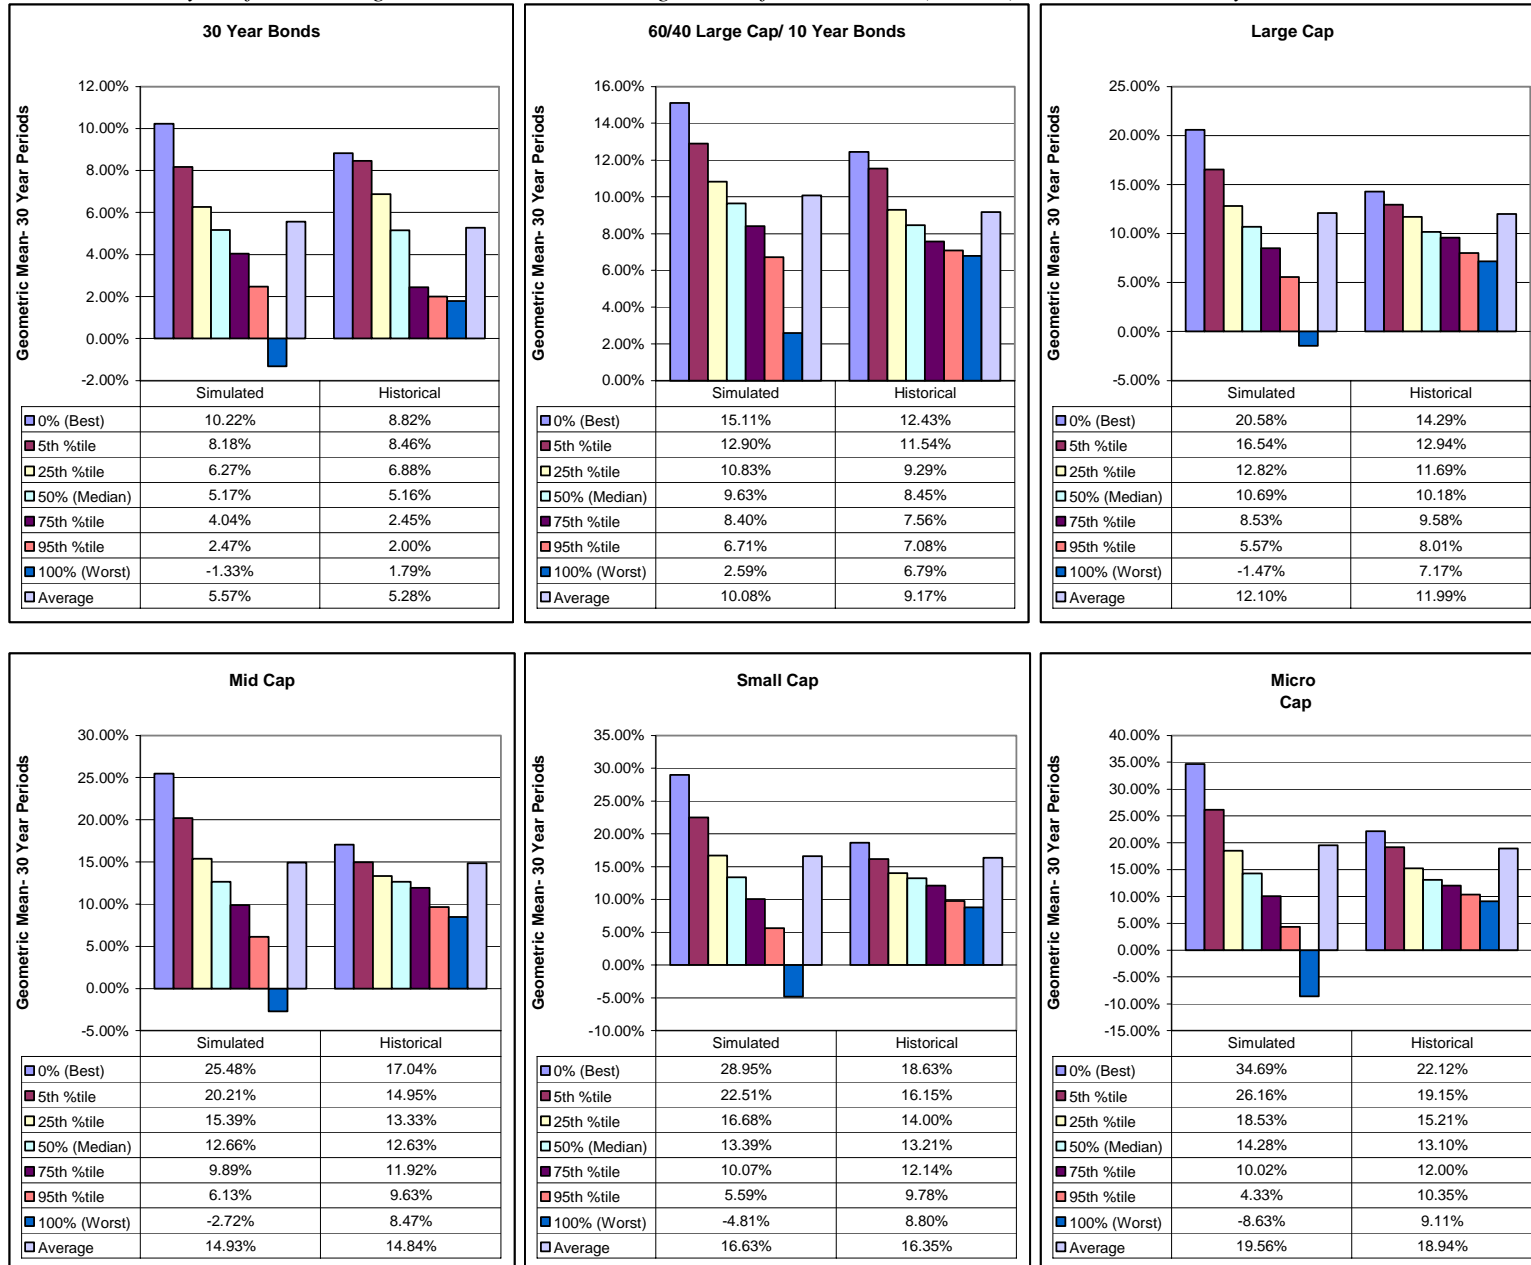 30 Year Bonds
Geometric Mean- 30 Year Periods
12.00%
10.00%
8.00%
6.00%
4.00%
2.00%
0.00%
-2.00%
Simulated Historical
0% (Best) 10.22% 8.82%
5th %tile 8.18% 8.46%
25th %tile 6.27% 6.88%
50% (Median) 5.17% 5.16%
75th %tile 4.04% 2.45%
95th %tile 2.47% 2.00%
100% (Worst) -1.33% 1.79%
Average 5.57% 5.28%
60/40 Large Cap/ 10 Year Bonds
Geometric Mean- 30 Year Periods
16.00%
14.00%
12.00%
10.00%
8.00%
6.00%
4.00%
2.00%
0.00%
Simulated Historical
0% (Best) 15.11% 12.43%
5th %tile 12.90% 11.54%
25th %tile 10.83% 9.29%
50% (Median) 9.63% 8.45%
75th %tile 8.40% 7.56%
95th %tile 6.71% 7.08%
100% (Worst) 2.59% 6.79%
Average 10.08% 9.17%
Large Cap
Geometric Mean- 30 Year Periods
25.00%
20.00%
15.00%
10.00%
5.00%
0.00%
-5.00%
Simulated Historical
0% (Best) 20.58% 14.29%
5th %tile 16.54% 12.94%
25th %tile 12.82% 11.69%
50% (Median) 10.69% 10.18%
75th %tile 8.53% 9.58%
95th %tile 5.57% 8.01%
100% (Worst) -1.47% 7.17%
Average 12.10% 11.99%
Mid Cap
Geometric Mean- 30 Year Periods
30.00%
25.00%
20.00%
15.00%
10.00%
5.00%
0.00%
-5.00%
Simulated Historical
0% (Best) 25.48% 17.04%
5th %tile 20.21% 14.95%
25th %tile 15.39% 13.33%
50% (Median) 12.66% 12.63%
75th %tile 9.89% 11.92%
95th %tile 6.13% 9.63%
100% (Worst) -2.72% 8.47%
Average 14.93% 14.84%
Small Cap
Geometric Mean- 30 Year Periods
35.00%
30.00%
25.00%
20.00%
15.00%
10.00%
5.00%
0.00%
-5.00%
-10.00%
Simulated Historical
0% (Best) 28.95% 18.63%
5th %tile 22.51% 16.15%
25th %tile 16.68% 14.00%
50% (Median) 13.39% 13.21%
75th %tile 10.07% 12.14%
95th %tile 5.59% 9.78%
100% (Worst) -4.81% 8.80%
Average 16.63% 16.35%
Micro
Cap
Geometric Mean- 30 Year Periods
40.00%
35.00%
30.00%
25.00%
20.00%
15.00%
10.00%
5.00%
0.00%
-5.00%
-10.00%
-15.00%
Simulated Historical
0% (Best) 34.69% 22.12%
5th %tile 26.16% 19.15%
25th %tile 18.53% 15.21%
50% (Median) 14.28% 13.10%
75th %tile 10.02% 12.00%
95th %tile 4.33% 10.35%
100% (Worst) -8.63% 9.11%
Average 19.56% 18.94%